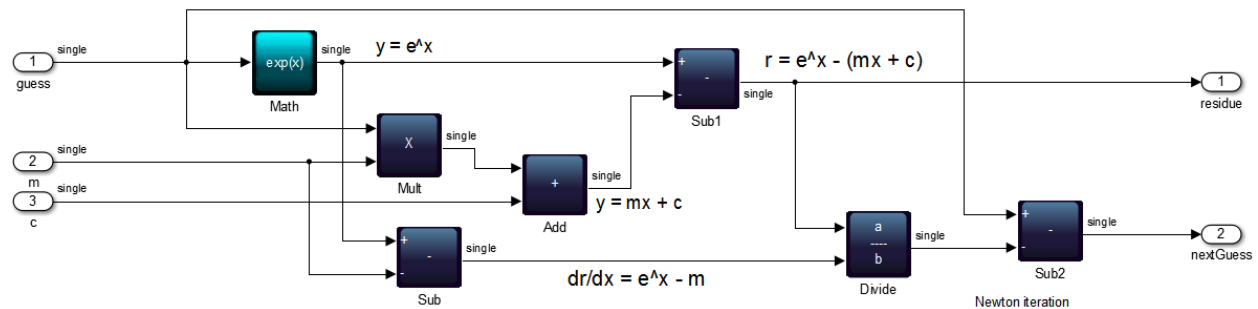 single
1
guess
exp(x)
Math
single
y = e^x
+
-
-
Sub1
single
r = e^x - (mx + c)
1
residue
single
2
m
X
Mult
single
single
3
c
+
Add
single
y = mx + c
+
-
-
Sub
single
dr/dx = e^x - m
a
----
b
Divide
single
+
-
-
Sub2
single
2
nextGuess
Newton iteration